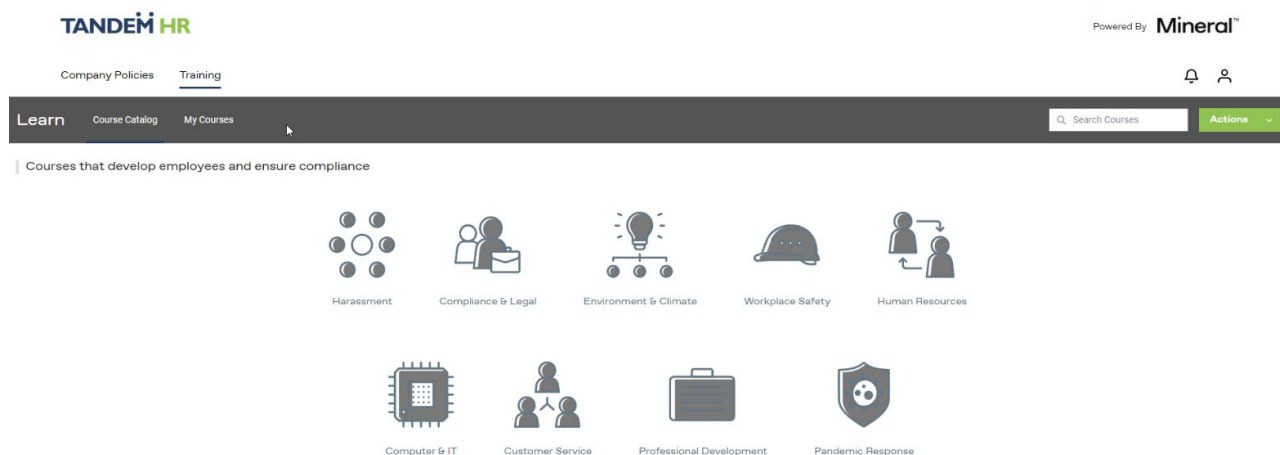 TANDEM HR
Powered By Mineral™
Company Policies Training
Learn Course Catalog My Courses Search Courses Actions
Courses that develop employees and ensure compliance
Harassment Compliance & Legal Environment & Climate Workplace Safety Human Resources
Computer & IT Customer Service Professional Development Pandemic Response